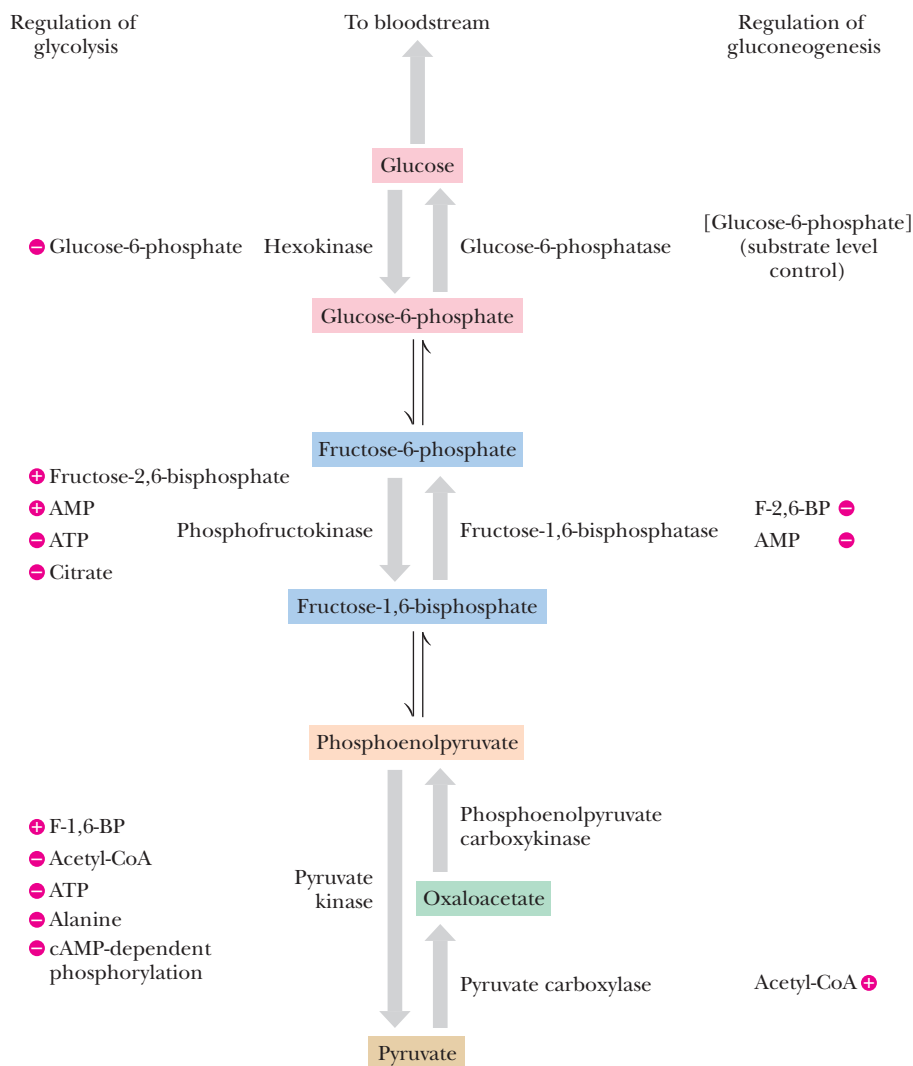 Regulation of
glycolysis
To bloodstream
Regulation of
gluconeogenesis
Glucose
− Glucose-6-phosphate
Hexokinase
Glucose-6-phosphatase
[Glucose-6-phosphate]
(substrate level
control)
Glucose-6-phosphate
Fructose-6-phosphate
+ Fructose-2,6-bisphosphate
+ AMP
− ATP
− Citrate
Phosphofructokinase
Fructose-1,6-bisphosphatase
F-2,6-BP −
AMP −
Fructose-1,6-bisphosphate
Phosphoenolpyruvate
+ F-1,6-BP
− Acetyl-CoA
− ATP
− Alanine
− cAMP-dependent
phosphorylation
Pyruvate
kinase
Phosphoenolpyruvate
carboxykinase
Oxaloacetate
Pyruvate carboxylase
Acetyl-CoA +
Pyruvate